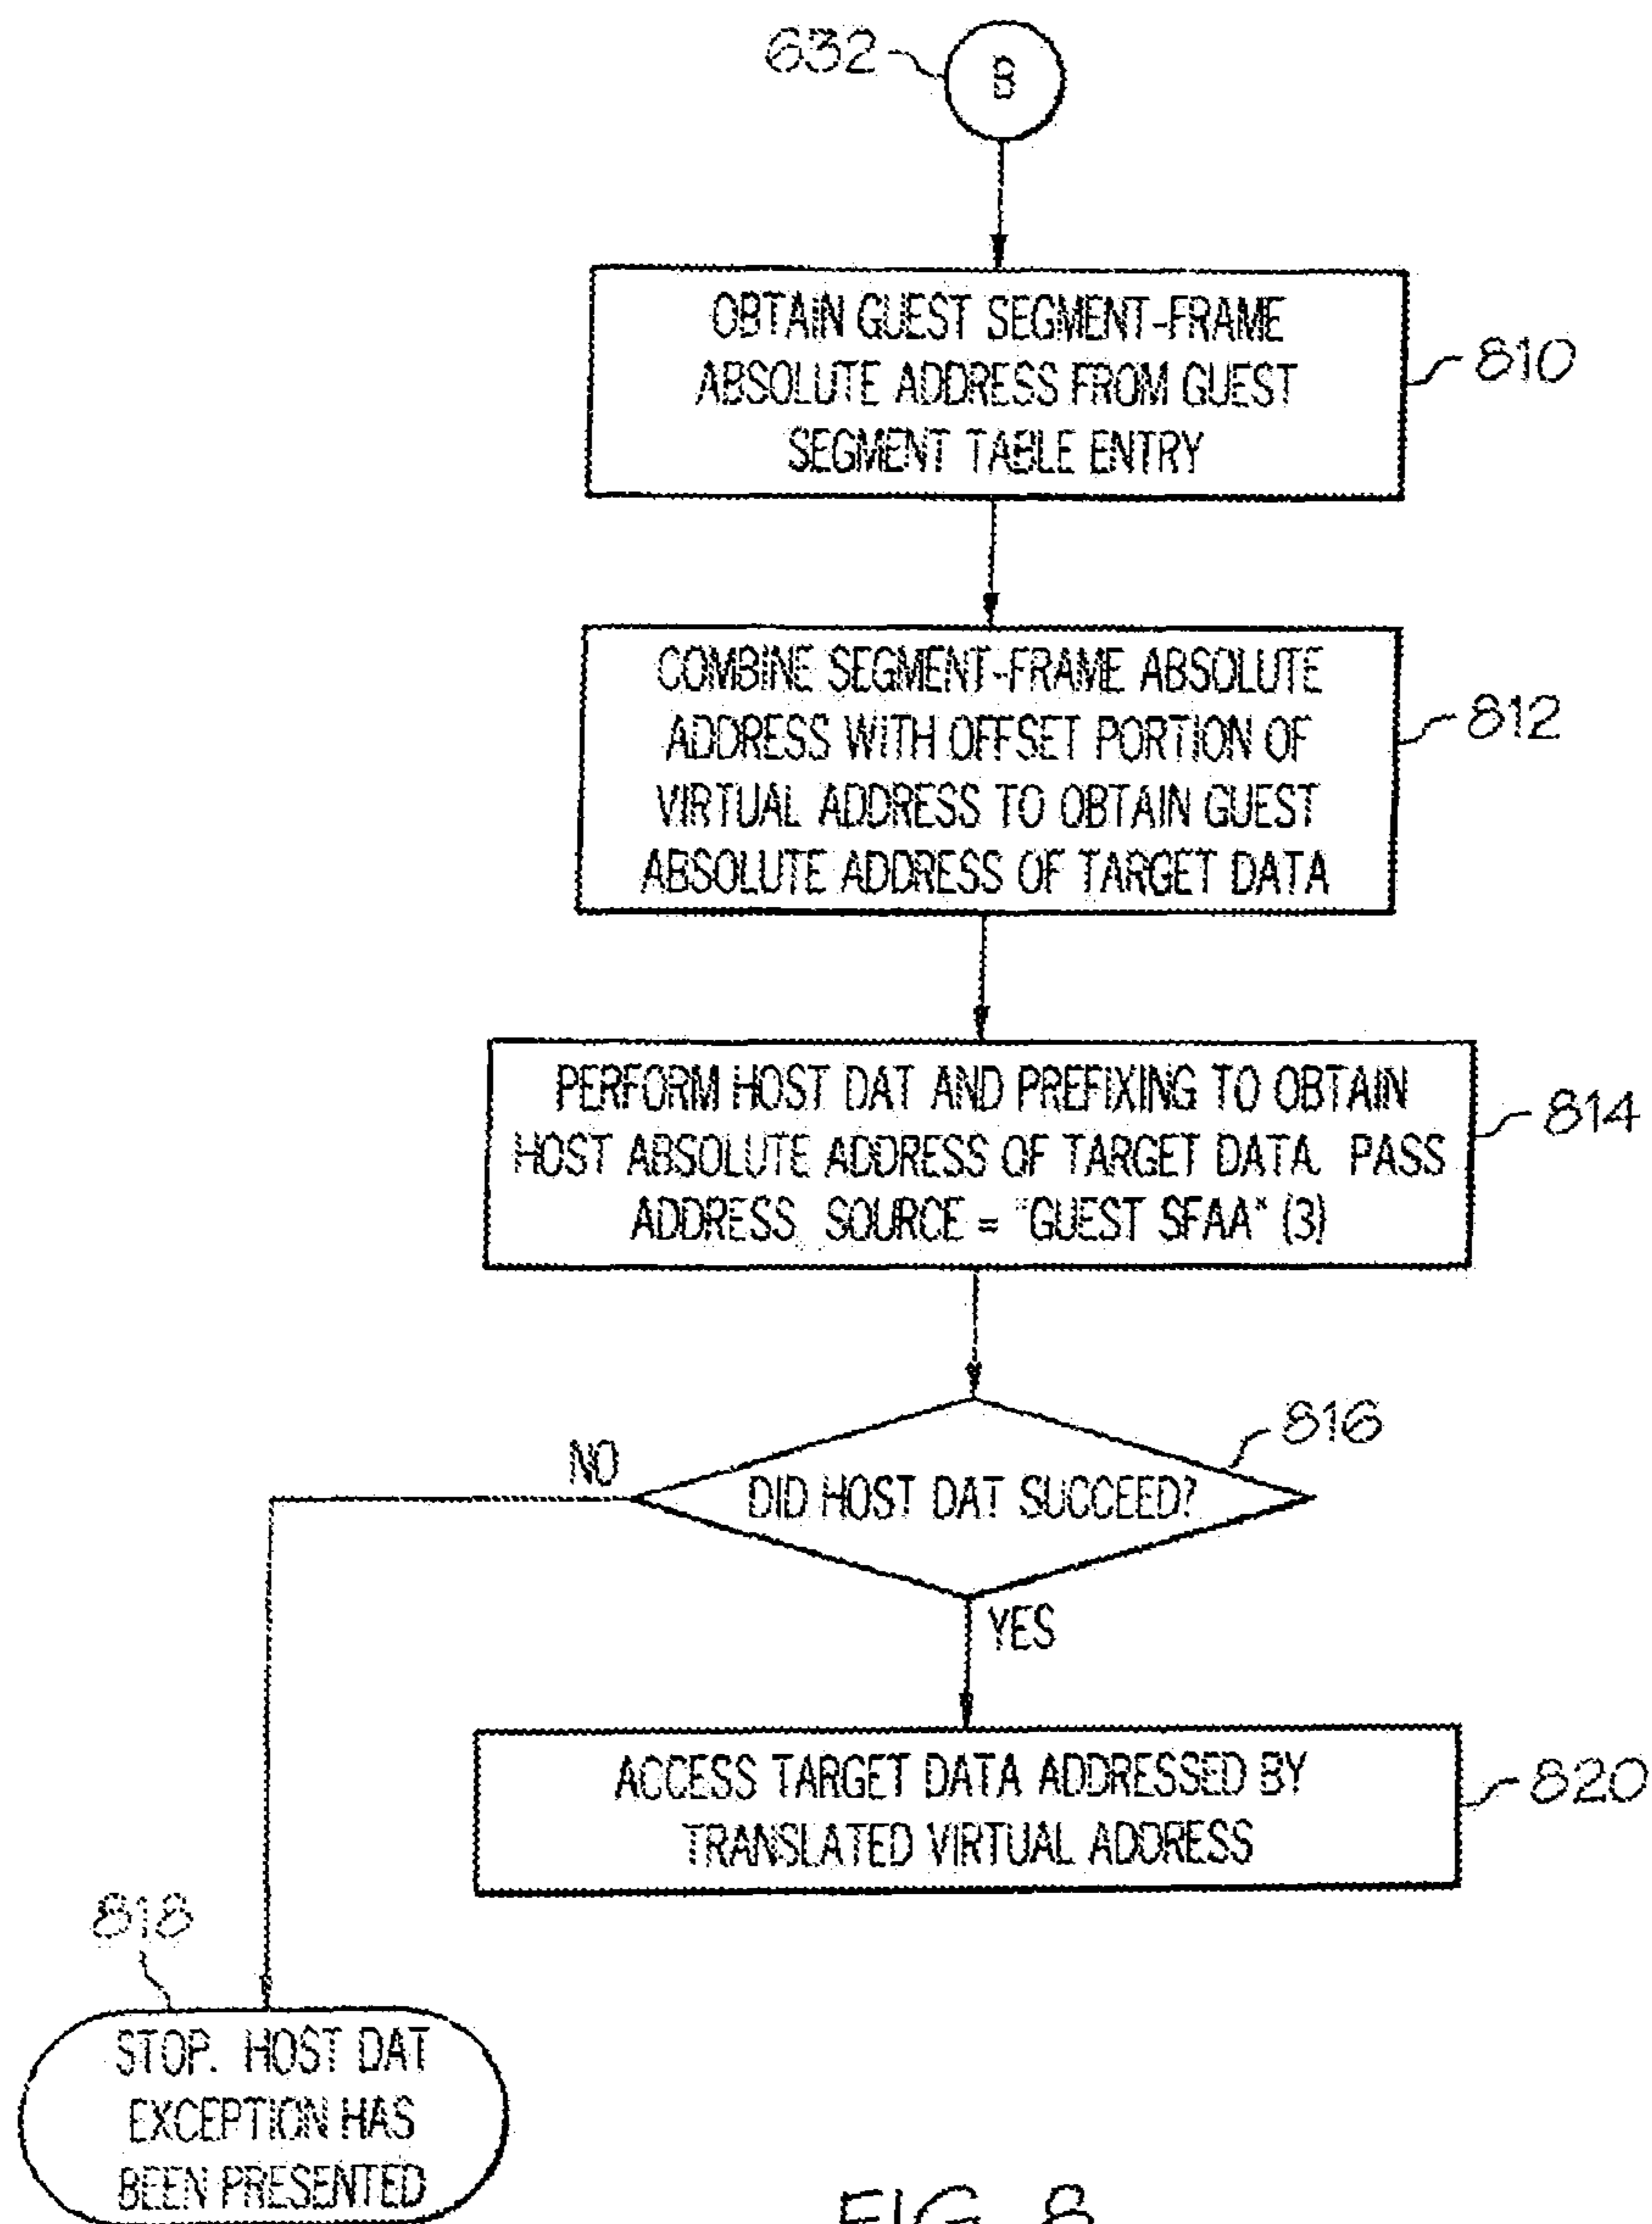 632
B
OBTAIN GUEST SEGMENT-FRAME
ABSOLUTE ADDRESS FROM GUEST
SEGMENT TABLE ENTRY
810
COMBINE SEGMENT-FRAME ABSOLUTE
ADDRESS WITH OFFSET PORTION OF
VIRTUAL ADDRESS TO OBTAIN GUEST
ABSOLUTE ADDRESS OF TARGET DATA
812
PERFORM HOST DAT AND PREFIXING TO OBTAIN
HOST ABSOLUTE ADDRESS OF TARGET DATA. PASS
ADDRESS SOURCE = "GUEST SFAA" (3)
814
816
NO
DID HOST DAT SUCCEED?
YES
ACCESS TARGET DATA ADDRESSED BY
TRANSLATED VIRTUAL ADDRESS
820
818
STOP. HOST DAT
EXCEPTION HAS
BEEN PRESENTED
FIG. 8